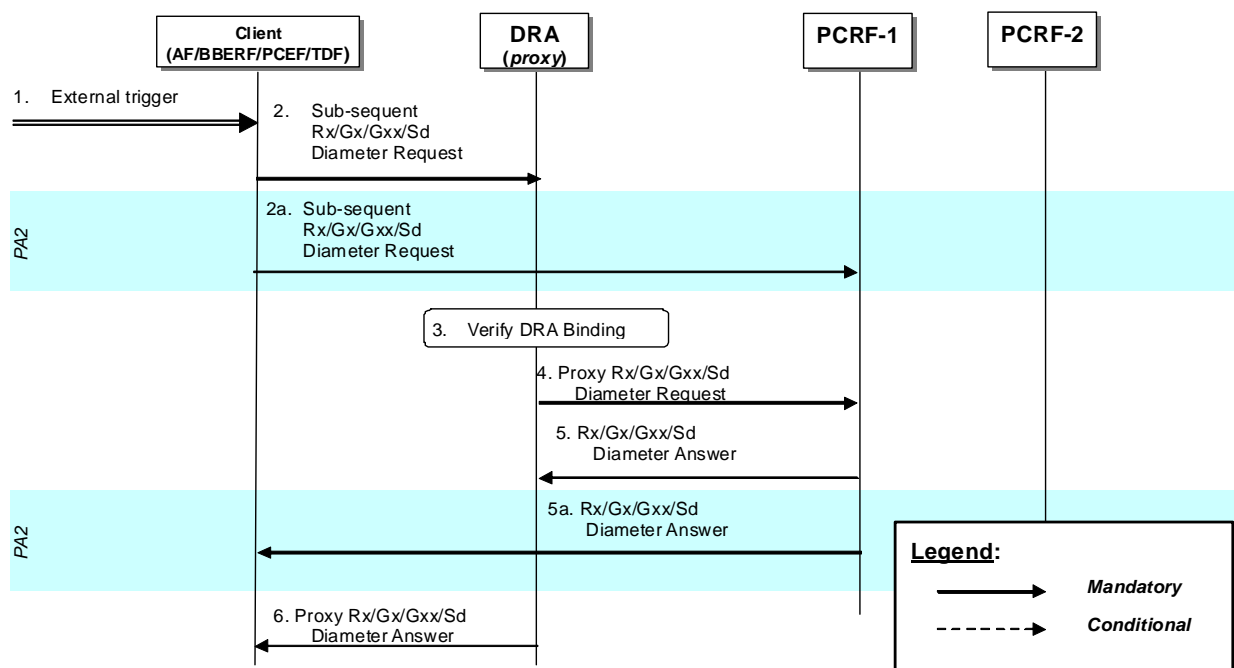 Client
(AF/BBERF/PCEF/TDF)
DRA
(proxy)
PCRF-1
PCRF-2
1. External trigger
2. Sub-sequent
Rx/Gx/Gxx/Sd
Diameter Request
PA2
2a. Sub-sequent
Rx/Gx/Gxx/Sd
Diameter Request
3. Verify DRA Binding
4. Proxy Rx/Gx/Gxx/Sd
Diameter Request
5. Rx/Gx/Gxx/Sd
Diameter Answer
PA2
5a. Rx/Gx/Gxx/Sd
Diameter Answer
6. Proxy Rx/Gx/Gxx/Sd
Diameter Answer
Legend:
Mandatory
Conditional